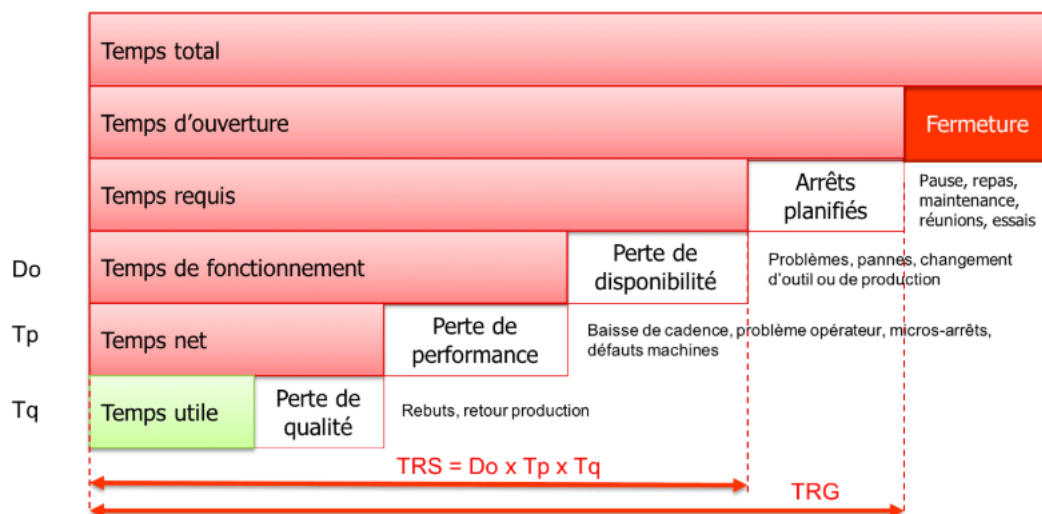 Temps total
Temps d'ouverture
Fermeture
Temps requis
Arrêts
planifiés
Pause, repas,
maintenance,
réunions, essais
Do
Temps de fonctionnement
Perte de
disponibilité
Problèmes, pannes, changement
d'outil ou de production
Tp
Temps net
Perte de
performance
Baisse de cadence, problème opérateur, micros-arrêts,
défauts machines
Tq
Temps utile
Perte de
qualité
Rebuts, retour production
TRS = Do x Tp x Tq
TRG